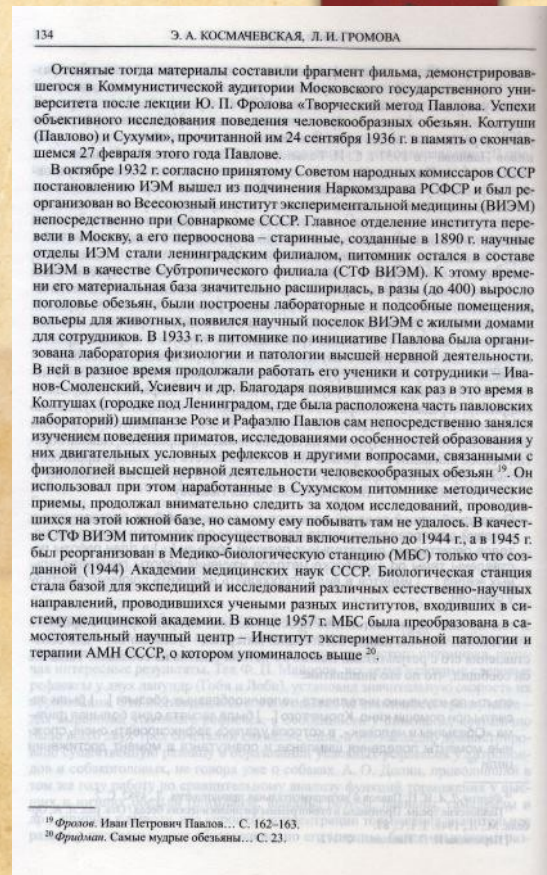 134 Э. А. КОСМАЧЕВСКАЯ, Л. И. ГРОМОВА
Отснятые тогда материалы составили фрагмент фильма, демонстрировав-
шегося в Коммунистической аудитории Московского государственного уни-
верситета после лекции Ю. П. Фролова «Творческий метод Павлова. Успехи
объективного исследования поведения человекообразных обезьян. Колтуши
(Павлово) и Сухуми», прочитанной им 24 сентября 1936 г. в память о скончав-
шемся 27 февраля этого года Павлове.
В октябре 1932 г. согласно принятому Советом народных комиссаров СССР
постановлению ИЭМ вышел из подчинения Наркомздрава РСФСР и был ре-
организован во Всесоюзный институт экспериментальной медицины (ВИЭМ)
непосредственно при Совнаркоме СССР. Главное отделение института пере-
вели в Москву, а его первооснова – старинные, созданные в 1890 г. научные
отделы ИЭМ стали ленинградским филиалом, питомник остался в составе
ВИЭМ в качестве Субтропического филиала (СТФ ВИЭМ). К этому време-
ни его материальная база значительно расширилась, в разы (до 400) выросло
поголовье обезьян, были построены лабораторные и подсобные помещения,
вольеры для животных, появился научный поселок ВИЭМ с жилыми домами
для сотрудников. В 1933 г. в питомнике по инициативе Павлова была органи-
зована лаборатория физиологии и патологии высшей нервной деятельности.
В ней в разное время продолжали работать его ученики и сотрудники – Ива-
нов-Смоленский, Усиевич и др. Благодаря появившимся как раз в это время в
Колтушах (городке под Ленинградом, где была расположена часть павловских
лабораторий) шимпанзе Розе и Рафаэлю Павлов сам непосредственно занялся
изучением поведения приматов, исследованиями особенностей образования у
них двигательных условных рефлексов и другими вопросами, связанными с
физиологией высшей нервной деятельности человекообразных обезьян 19. Он
использовал при этом наработанные в Сухумском питомнике методические
приемы, продолжал внимательно следить за ходом исследований, проводив-
шихся на этой южной базе, но самому ему побывать там не удалось. В качест-
ве СТФ ВИЭМ питомник просуществовал включительно до 1944 г., а в 1945 г.
был реорганизован в Медико-биологическую станцию (МБС) только что соз-
данной (1944) Академии медицинских наук СССР. Биологическая станция
стала базой для экспедиций и исследований различных естественно-научных
направлений, проводившихся учеными разных институтов, входивших в си-
стему медицинской академии. В конце 1957 г. МБС была преобразована в са-
мостоятельный научный центр – Институт экспериментальной патологии и
терапии АМН СССР, о котором упоминалось выше 20.
19 Фролов. Иван Петрович Павлов... С. 162–163.
20 Фридман. Самые мудрые обезьяны... С. 23.